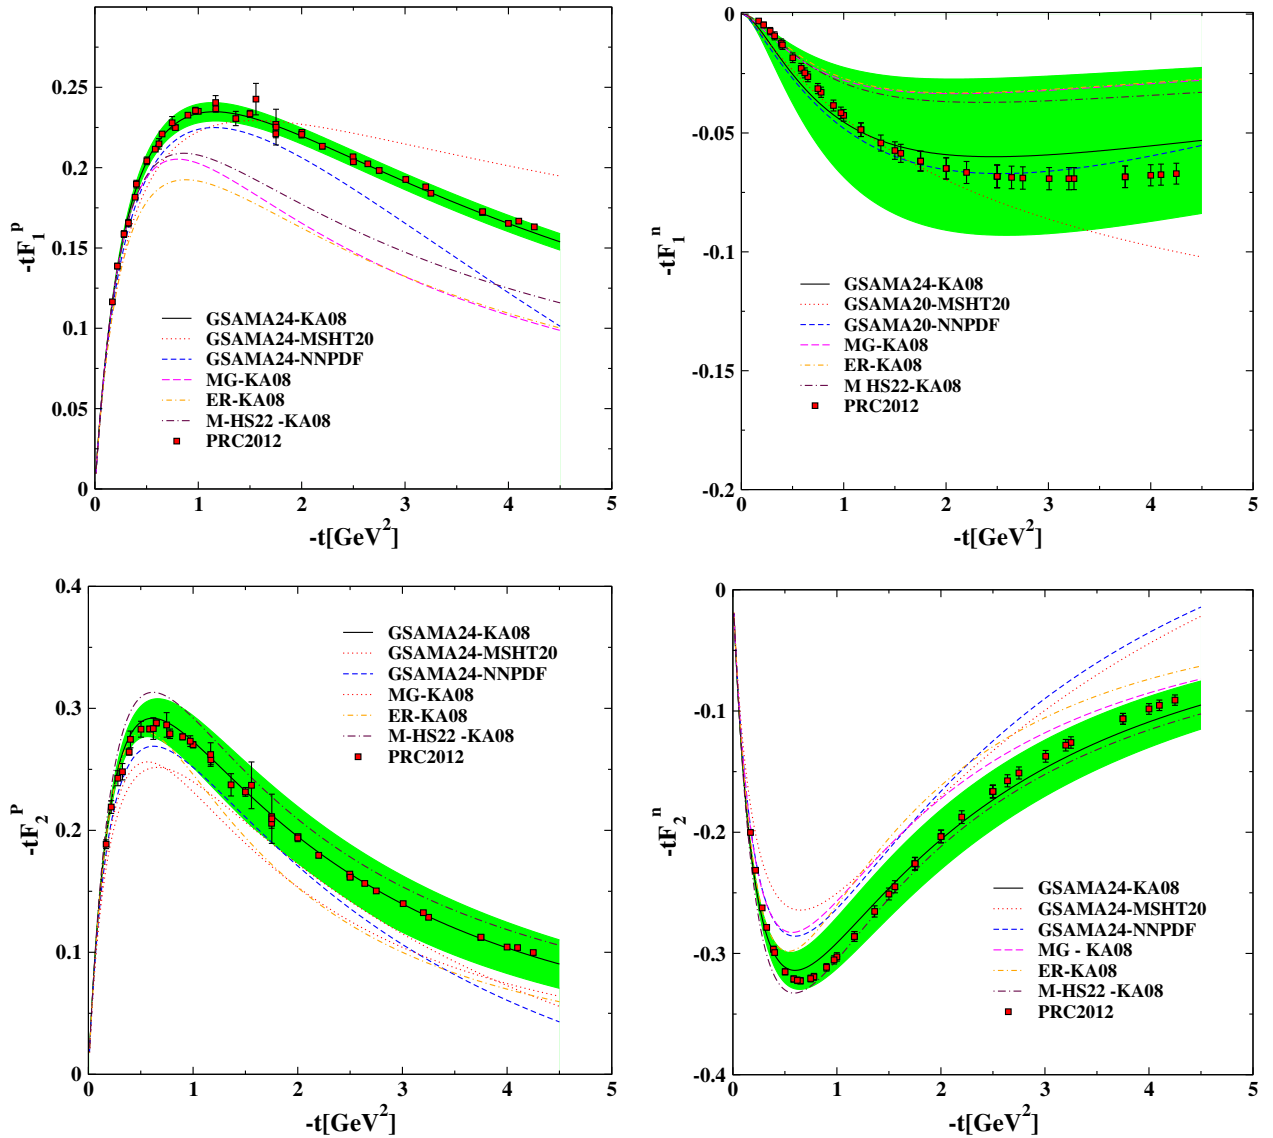 0.25
0.2
0.15
0.1
0.05
0
-tF₁ᵖ
0 1 2 3 4 5
-t[GeV²]
GSAMA24-KA08
GSAMA24-MSHT20
GSAMA24-NNPDF
MG-KA08
ER-KA08
M-HS22 -KA08
PRC2012
0
-0.05
-0.1
-0.15
-0.2
-tF₁ⁿ
0 1 2 3 4 5
-t[GeV²]
GSAMA24-KA08
GSAMA20-MSHT20
GSAMA20-NNPDF
MG-KA08
ER-KA08
M HS22-KA08
PRC2012
0.4
0.3
0.2
0.1
0
-tF₂ᴾ
0 1 2 3 4 5
-t[GeV²]
GSAMA24-KA08
GSAMA24-MSHT20
GSAMA24-NNPDF
MG-KA08
ER-KA08
M-HS22 -KA08
PRC2012
0
-0.1
-0.2
-0.3
-0.4
-tF₂ⁿ
0 1 2 3 4 5
-t[GeV²]
GSAMA24-KA08
GSAMA24-MSHT20
GSAMA24-NNPDF
MG - KA08
ER-KA08
M-HS22 -KA08
PRC2012